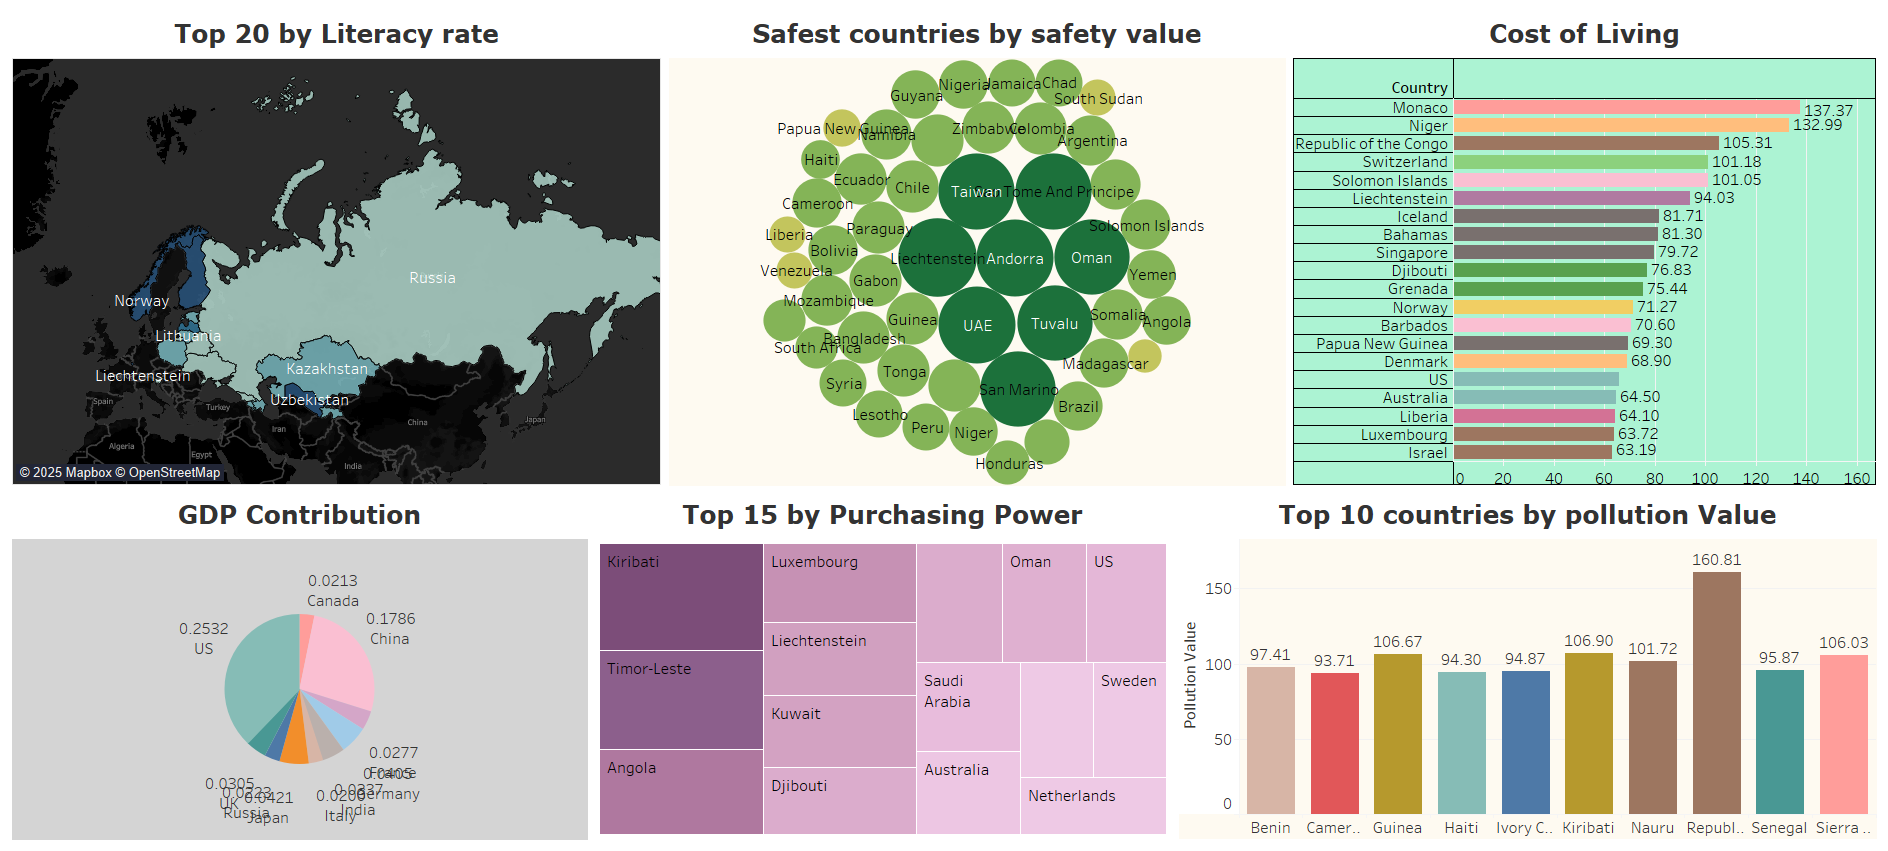 Top 20 by Literacy rate
Russia
Norway
Lithuania
Liechtenstein
Kazakhstan
Uzbekistan
Spain
Turkey
Algeria
Egypt
Iran
India
China
Japan
© 2025 Mapbox © OpenStreetMap
Safest countries by safety value
Nigeria
Jamaica
Chad
Guyana
South Sudan
Papua New Guinea
Namibia
Zimbabwe
Colombia
Argentina
Haiti
Ecuador
Chile
Taiwan
Tome And Principe
Cameroon
Liberia
Paraguay
Solomon Islands
Bolivia
Liechtenstein
Andorra
Oman
Venezuela
Gabon
Yemen
Mozambique
Guinea
UAE
Tuvalu
Somalia
Angola
Bangladesh
South Africa
Madagascar
Syria
Tonga
San Marino
Lesotho
Peru
Niger
Brazil
Honduras
Cost of Living
Country
Monaco 137.37
Niger 132.99
Republic of the Congo 105.31
Switzerland 101.18
Solomon Islands 101.05
Liechtenstein 94.03
Iceland 81.71
Bahamas 81.30
Singapore 79.72
Djibouti 76.83
Grenada 75.44
Norway 71.27
Barbados 70.60
Papua New Guinea 69.30
Denmark 68.90
US
Australia 64.50
Liberia 64.10
Luxembourg 63.72
Israel 63.19
0 20 40 60 80 100 120 140 160
GDP Contribution
0.0213
Canada
0.1786
China
0.2532
US
0.0277
France
0.0405
Germany
0.0337
India
Italy
0.0421
Japan
0.0223
Russia
0.0305
UK
Top 15 by Purchasing Power
Kiribati
Timor-Leste
Angola
Luxembourg
Liechtenstein
Kuwait
Djibouti
Oman
US
Saudi
Arabia
Australia
Sweden
Netherlands
Top 10 countries by pollution Value
Pollution Value
150
100
50
0
97.41
93.71
106.67
94.30
94.87
106.90
101.72
160.81
95.87
106.03
Benin
Camer..
Guinea
Haiti
Ivory C..
Kiribati
Nauru
Republ..
Senegal
Sierra ..